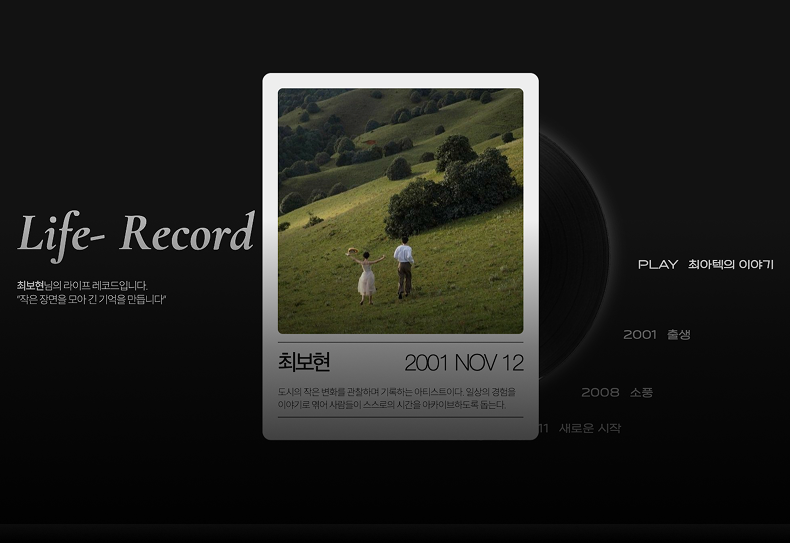 Life- Record
최보현님의 라이프 레코드입니다.
"작은 장면을 모아 긴 기억을 만듭니다"
최보현 2001 NOV 12
도시의 작은 변화를 관찰하며 기록하는 아티스트이다. 일상의 경험을
이야기로 엮어 사람들이 스스로의 시간을 아카이브하도록 돕는다.
PLAY 최아텍의 이야기
2001 출생
2008 소풍
11 새로운 시작